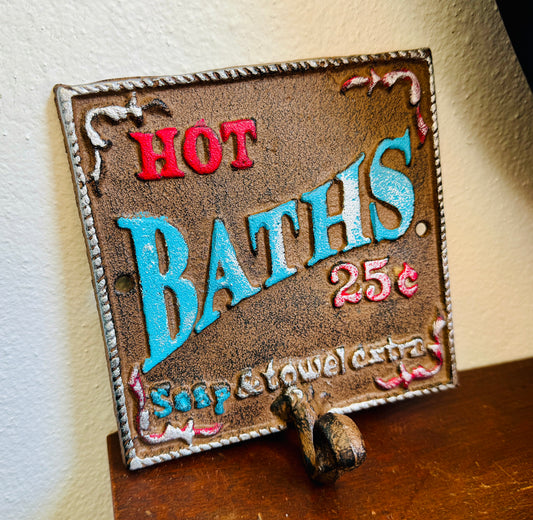 HOT
BATHS
25¢
Soap & towel extra